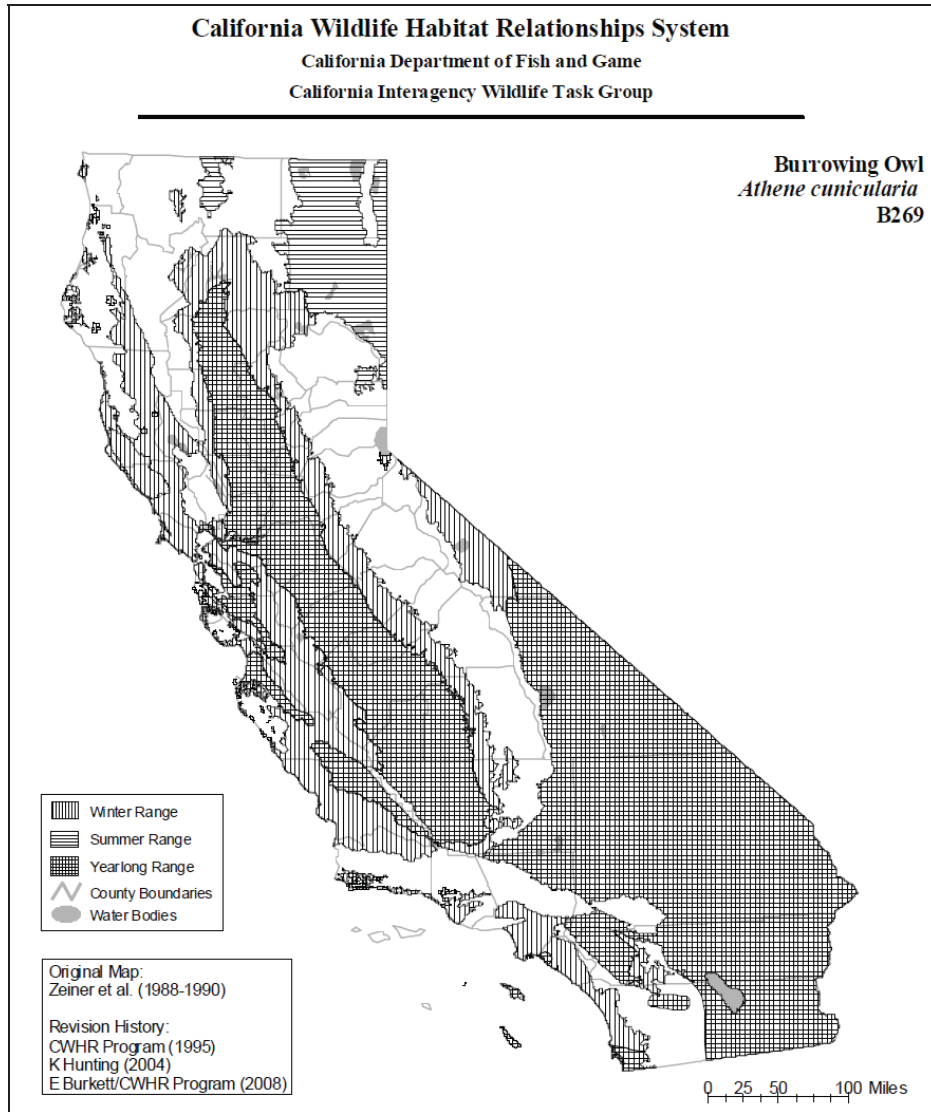 California Wildlife Habitat Relationships System
California Department of Fish and Game
California Interagency Wildlife Task Group
Burrowing Owl
Athene cunicularia
B269
Winter Range
Summer Range
Yearlong Range
County Boundaries
Water Bodies
Original Map:
Zeiner et al. (1988-1990)
Revision History:
CWHR Program (1995)
K Hunting (2004)
E Burkett/CWHR Program (2008)
0 25 50 100 Miles